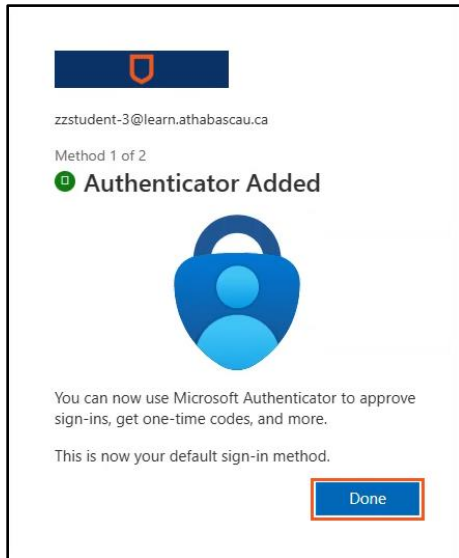 zzstudent-3@learn.athabascau.ca
Method 1 of 2
Authenticator Added
You can now use Microsoft Authenticator to approve
sign-ins, get one-time codes, and more.
This is now your default sign-in method.
Done